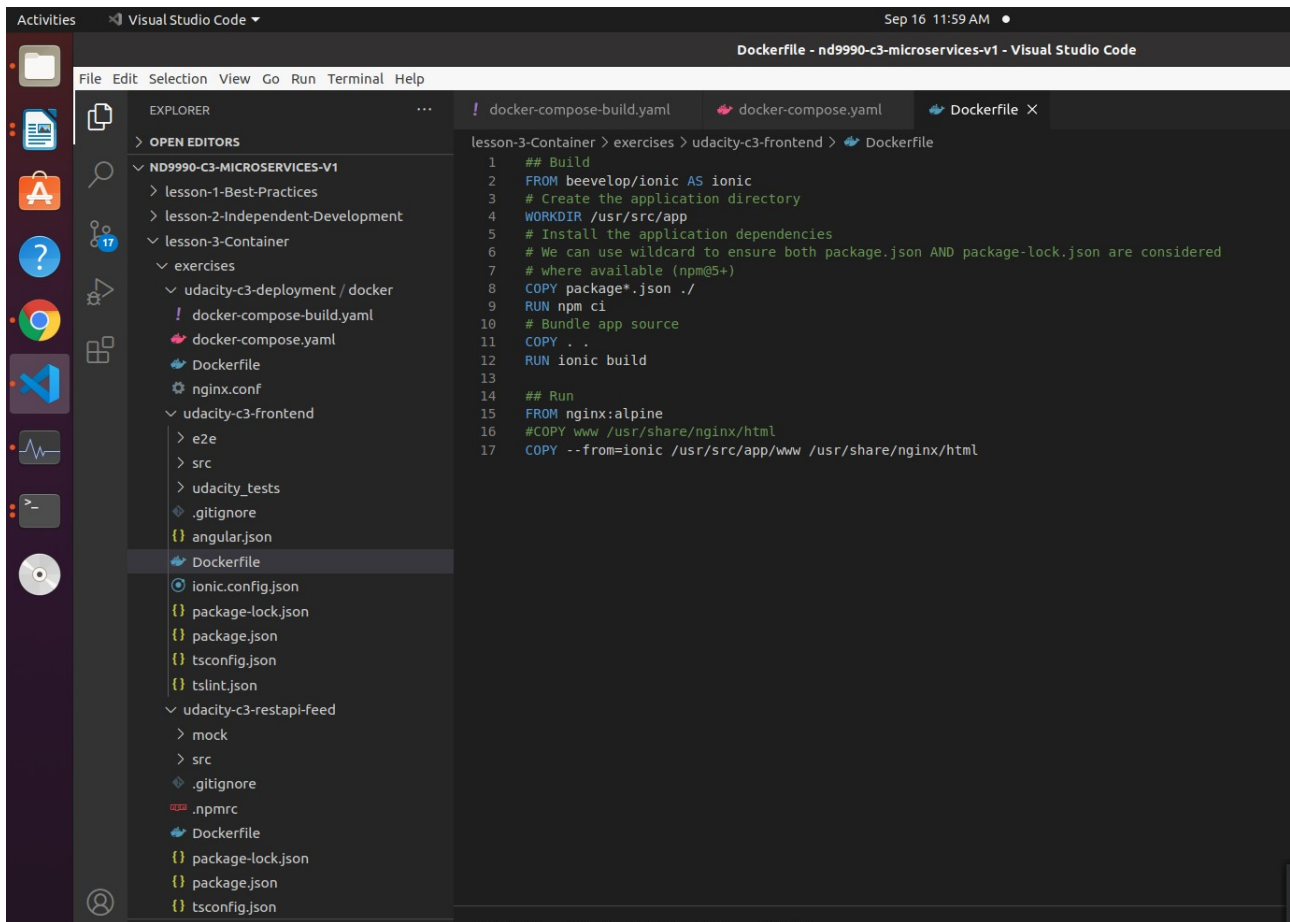 Activities Visual Studio Code Sep 16 11:59 AM
Dockerfile - nd9990-c3-microservices-v1 - Visual Studio Code
File Edit Selection View Go Run Terminal Help
EXPLORER ...
> OPEN EDITORS
ND9990-C3-MICROSERVICES-V1
> lesson-1-Best-Practices
> lesson-2-Independent-Development
lesson-3-Container
exercises
udacity-c3-deployment / docker
! docker-compose-build.yaml
docker-compose.yaml
Dockerfile
nginx.conf
udacity-c3-frontend
> e2e
> src
> udacity_tests
.gitignore
{} angular.json
Dockerfile
ionic.config.json
{} package-lock.json
{} package.json
{} tsconfig.json
{} tslint.json
udacity-c3-restapi-feed
> mock
> src
.gitignore
.npmrc
Dockerfile
{} package-lock.json
{} package.json
{} tsconfig.json
17
! docker-compose-build.yaml docker-compose.yaml Dockerfile ×
lesson-3-Container > exercises > udacity-c3-frontend > Dockerfile
1 ## Build
2 FROM beevelop/ionic AS ionic
3 # Create the application directory
4 WORKDIR /usr/src/app
5 # Install the application dependencies
6 # We can use wildcard to ensure both package.json AND package-lock.json are considered
7 # where available (npm@5+)
8 COPY package*.json ./
9 RUN npm ci
10 # Bundle app source
11 COPY . .
12 RUN ionic build
13
14 ## Run
15 FROM nginx:alpine
16 #COPY www /usr/share/nginx/html
17 COPY --from=ionic /usr/src/app/www /usr/share/nginx/html